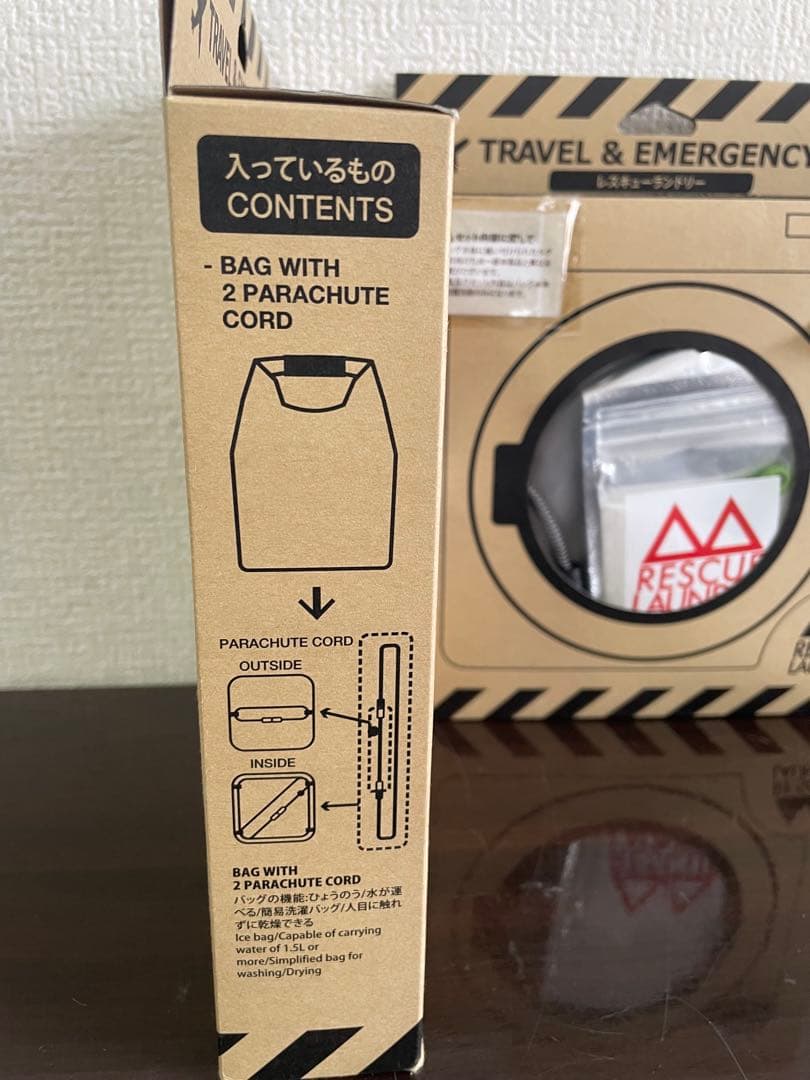 TRAVEL &
入っているもの
CONTENTS
- BAG WITH
2 PARACHUTE
CORD
PARACHUTE CORD
OUTSIDE
INSIDE
BAG WITH
2 PARACHUTE CORD
バッグの機能:ひょうのう/水が運
べる/簡易洗濯バッグ/人目に触れ
ずに乾燥できる
Ice bag/Capable of carrying
water of 1.5L or
more/Simplified bag for
washing/Drying
TRAVEL & EMERGENCY
レスキューランドリー
RESCUE
LAUND